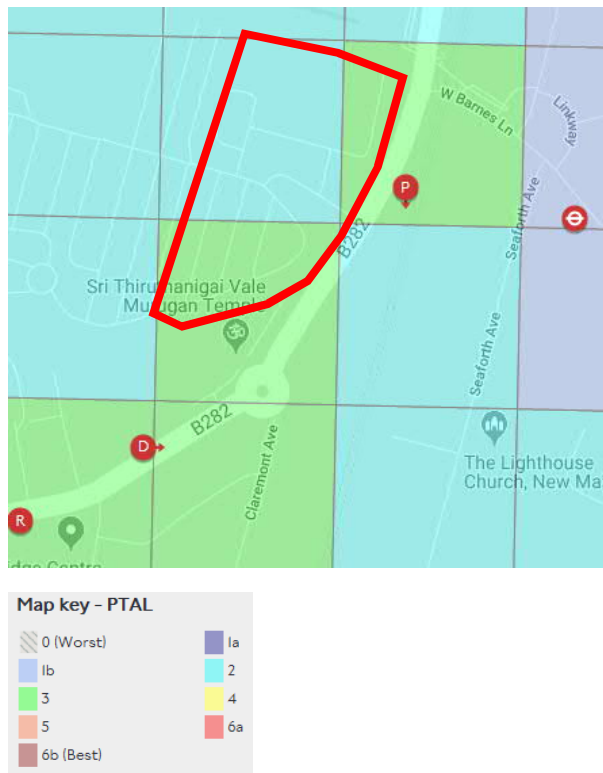 W Barnes Ln
Linkway
P
Seaforth Ave
B282
Sri Thiruthanigai Vale
Murugan Temple
Seaforth Ave
B282
D
Claremont Ave
The Lighthouse
Church, New Ma
R
Map key - PTAL
0 (Worst)
1a
1b
2
3
4
5
6a
6b (Best)